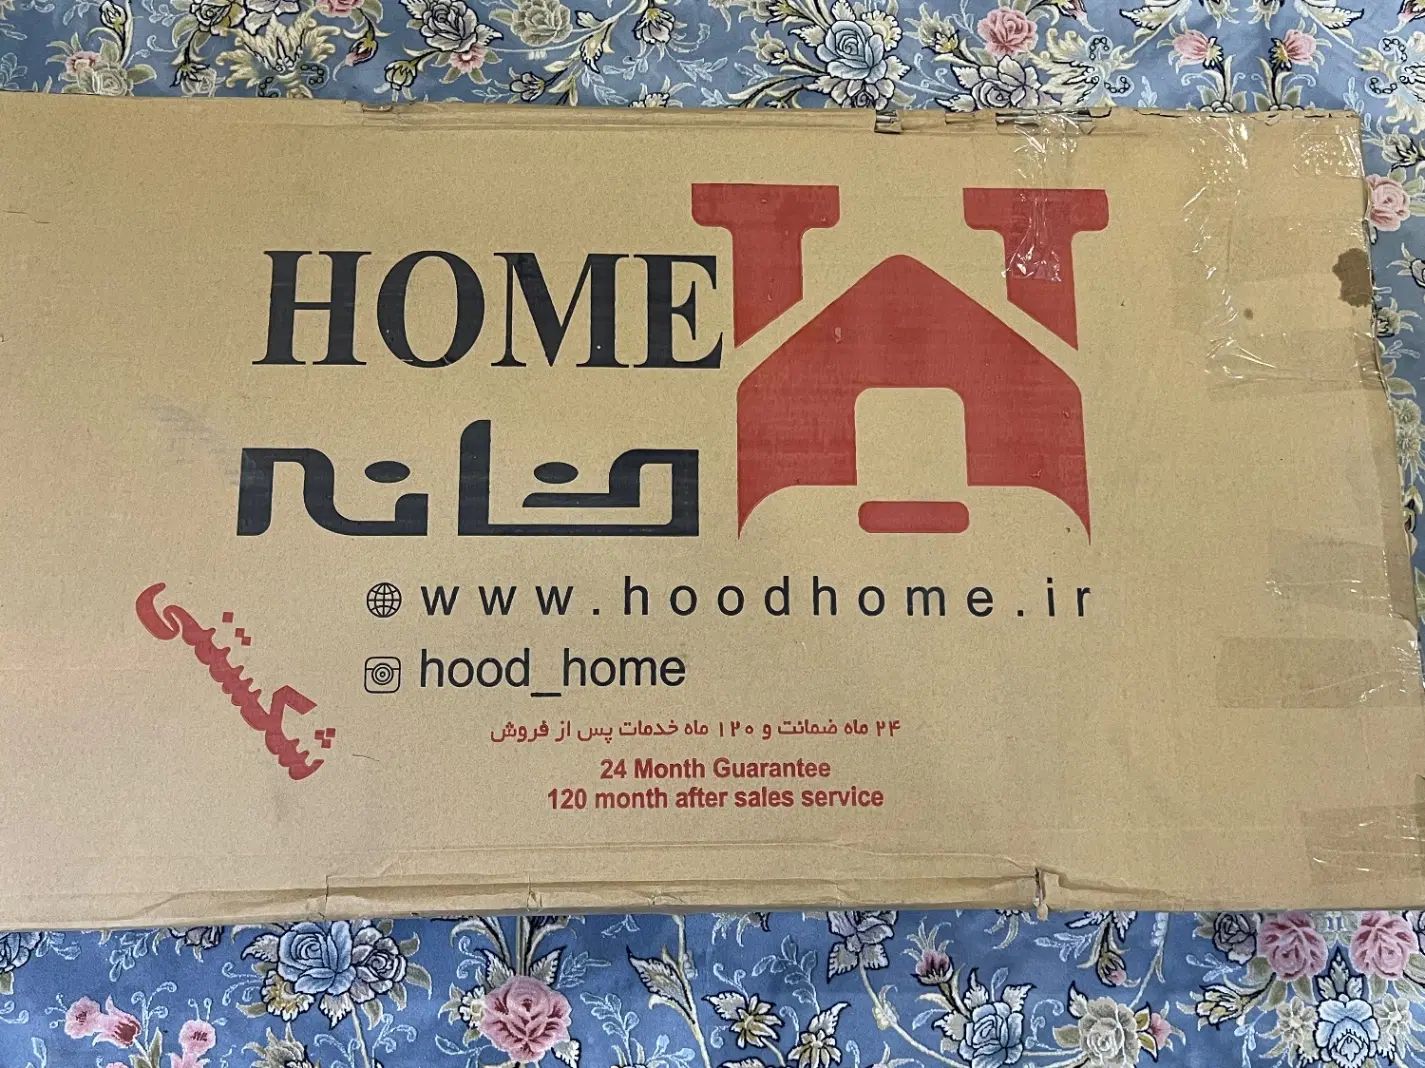 HOME
خانه
www.hoodhome.ir
hood_home
شکستنی
۲۴ ماه ضمانت و ۱۲۰ ماه خدمات پس از فروش
24 Month Guarantee
120 month after sales service